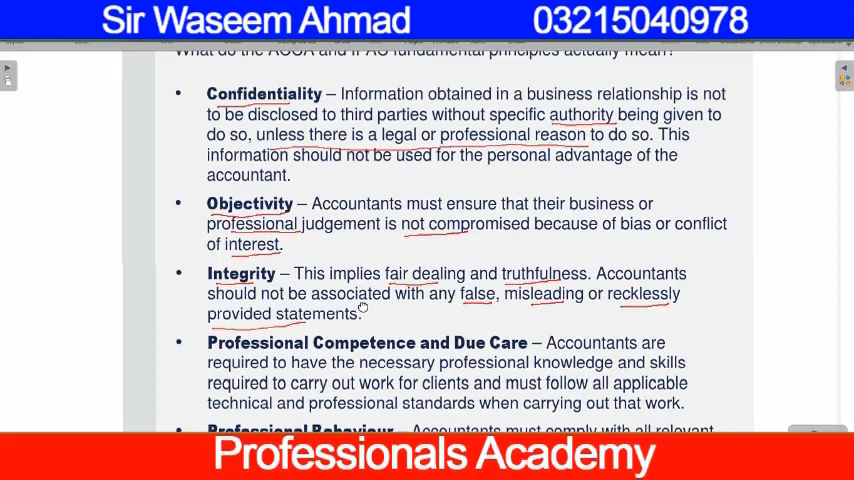 Sir Waseem Ahmad 03215040978
What do the ACCA and IFAC fundamental principles actually mean?
• Confidentiality – Information obtained in a business relationship is not
to be disclosed to third parties without specific authority being given to
do so, unless there is a legal or professional reason to do so. This
information should not be used for the personal advantage of the
accountant.
• Objectivity – Accountants must ensure that their business or
professional judgement is not compromised because of bias or conflict
of interest.
• Integrity – This implies fair dealing and truthfulness. Accountants
should not be associated with any false, misleading or recklessly
provided statements.
• Professional Competence and Due Care – Accountants are
required to have the necessary professional knowledge and skills
required to carry out work for clients and must follow all applicable
technical and professional standards when carrying out that work.
• Professional Behaviour – Accountants must comply with all relevant
Professionals Academy